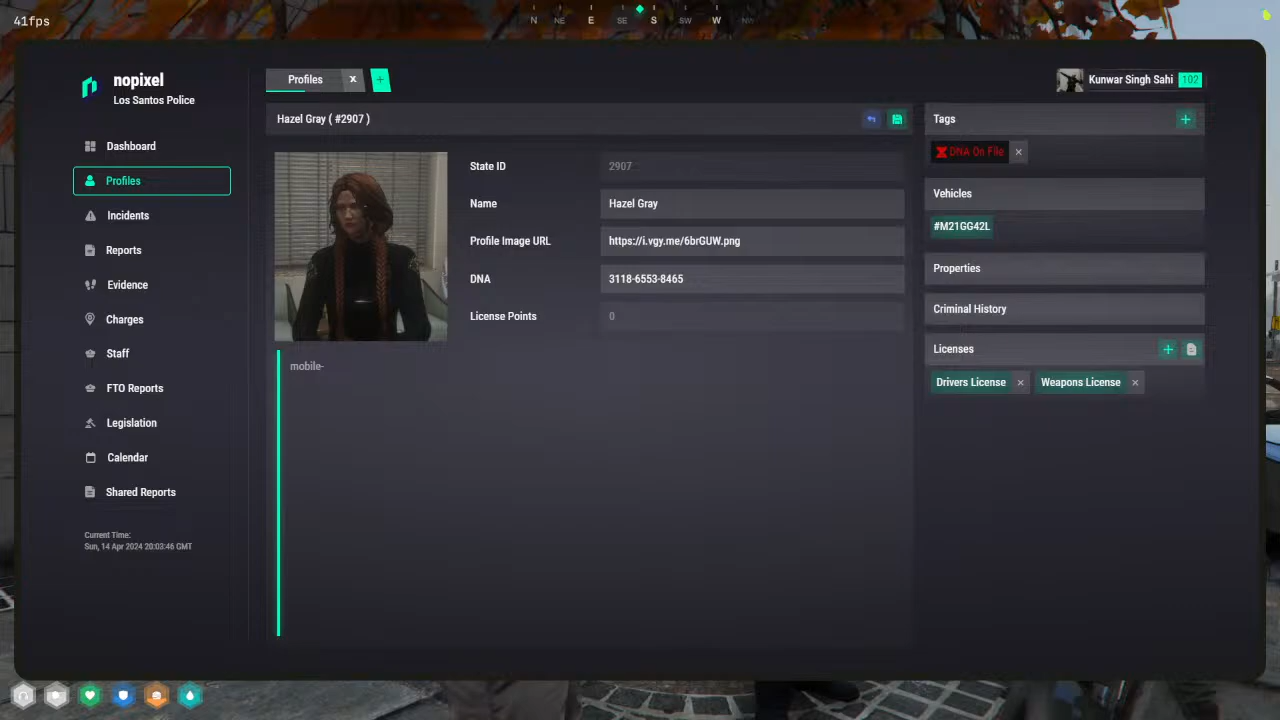 41fps
N NE E SE S SW W NW
nopixel
Los Santos Police
Dashboard
Profiles
Incidents
Reports
Evidence
Charges
Staff
FTO Reports
Legislation
Calendar
Shared Reports
Current Time:
Sun, 14 Apr 2024 20:03:46 GMT
Profiles x +
Kunwar Singh Sahi 102
Hazel Gray ( #2907 )
State ID 2907
Name Hazel Gray
Profile Image URL https://i.vgy.me/6brGUW.png
DNA 3118-6553-8465
License Points 0
mobile-
Tags +
DNA On File ×
Vehicles
#M21GG42L
Properties
Criminal History
Licenses +
Drivers License × Weapons License ×